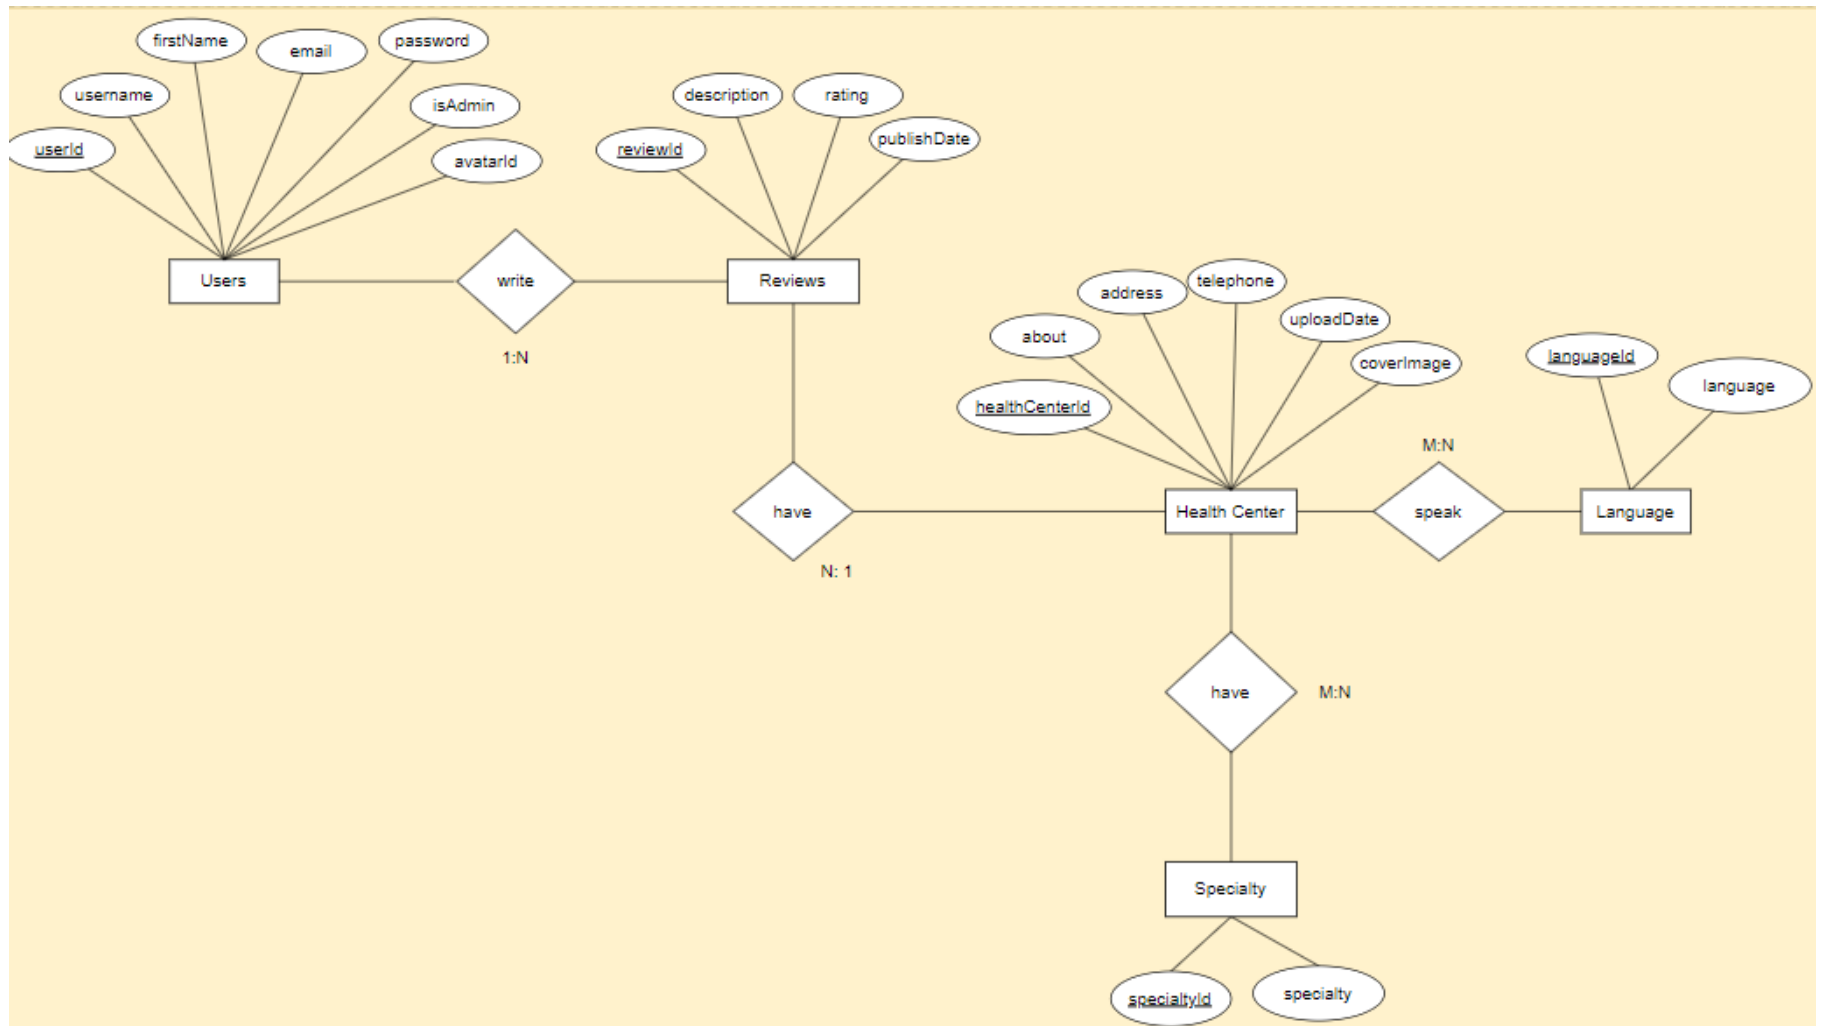 firstName
email
password
username
isAdmin
userId
avatarId
description
rating
reviewId
publishDate
Users
write
Reviews
1:N
address
telephone
about
uploadDate
coverImage
healthCenterId
languageId
language
M:N
have
Health Center
speak
Language
N: 1
have
M:N
Specialty
specialtyId
specialty